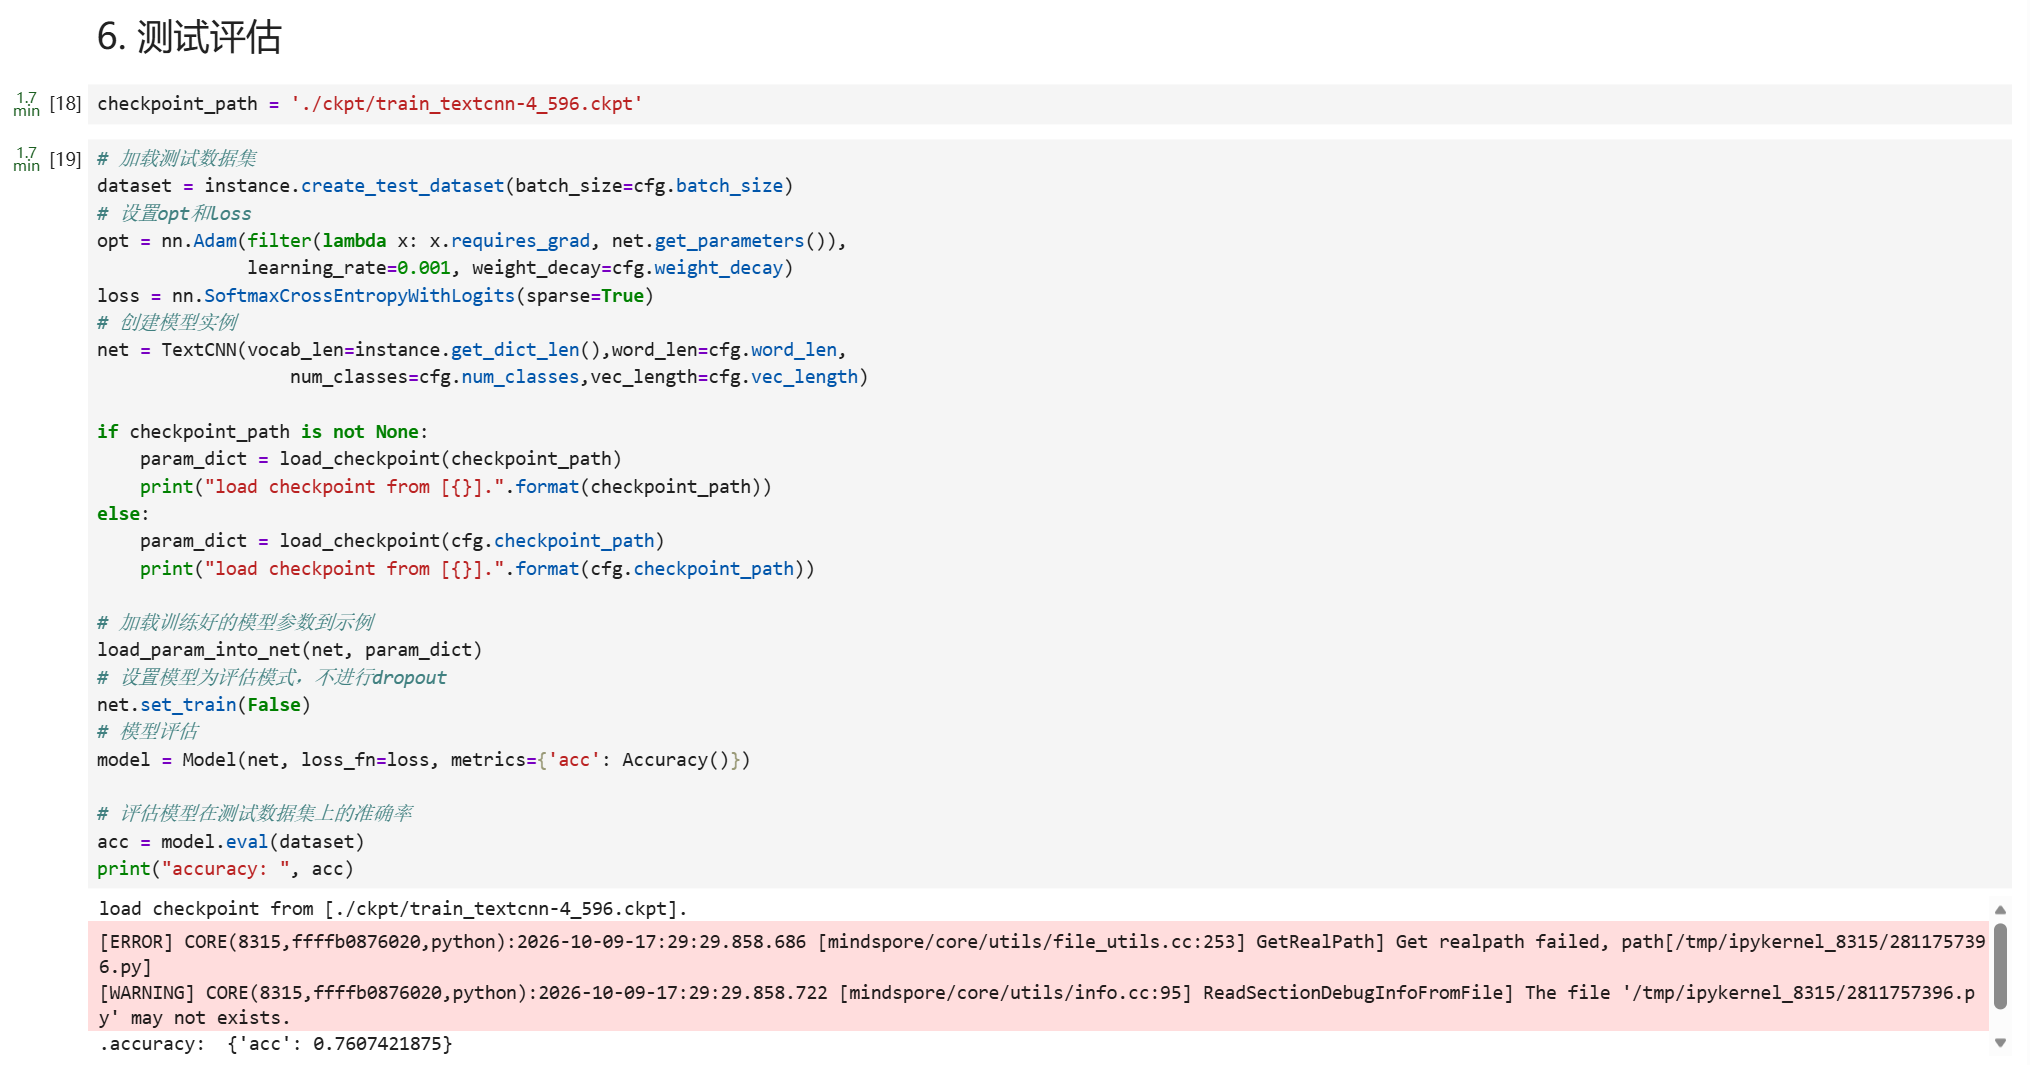 6. 测试评估
1.7
min
[18]
checkpoint_path = './ckpt/train_textcnn-4_596.ckpt'
1.7
min
[19]
# 加载测试数据集
dataset = instance.create_test_dataset(batch_size=cfg.batch_size)
# 设置opt和loss
opt = nn.Adam(filter(lambda x: x.requires_grad, net.get_parameters()),
              learning_rate=0.001, weight_decay=cfg.weight_decay)
loss = nn.SoftmaxCrossEntropyWithLogits(sparse=True)
# 创建模型实例
net = TextCNN(vocab_len=instance.get_dict_len(),word_len=cfg.word_len,
                  num_classes=cfg.num_classes,vec_length=cfg.vec_length)
if checkpoint_path is not None:
    param_dict = load_checkpoint(checkpoint_path)
    print("load checkpoint from [{}].".format(checkpoint_path))
else:
    param_dict = load_checkpoint(cfg.checkpoint_path)
    print("load checkpoint from [{}].".format(cfg.checkpoint_path))
# 加载训练好的模型参数到示例
load_param_into_net(net, param_dict)
# 设置模型为评估模式，不进行dropout
net.set_train(False)
# 模型评估
model = Model(net, loss_fn=loss, metrics={'acc': Accuracy()})
# 评估模型在测试数据集上的准确率
acc = model.eval(dataset)
print("accuracy: ", acc)
load checkpoint from [./ckpt/train_textcnn-4_596.ckpt].
[ERROR] CORE(8315,ffffb0876020,python):2026-10-09-17:29:29.858.686 [mindspore/core/utils/file_utils.cc:253] GetRealPath] Get realpath failed, path[/tmp/ipykernel_8315/281175739
6.py]
[WARNING] CORE(8315,ffffb0876020,python):2026-10-09-17:29:29.858.722 [mindspore/core/utils/info.cc:95] ReadSectionDebugInfoFromFile] The file '/tmp/ipykernel_8315/2811757396.p
y' may not exists.
.accuracy:  {'acc': 0.7607421875}